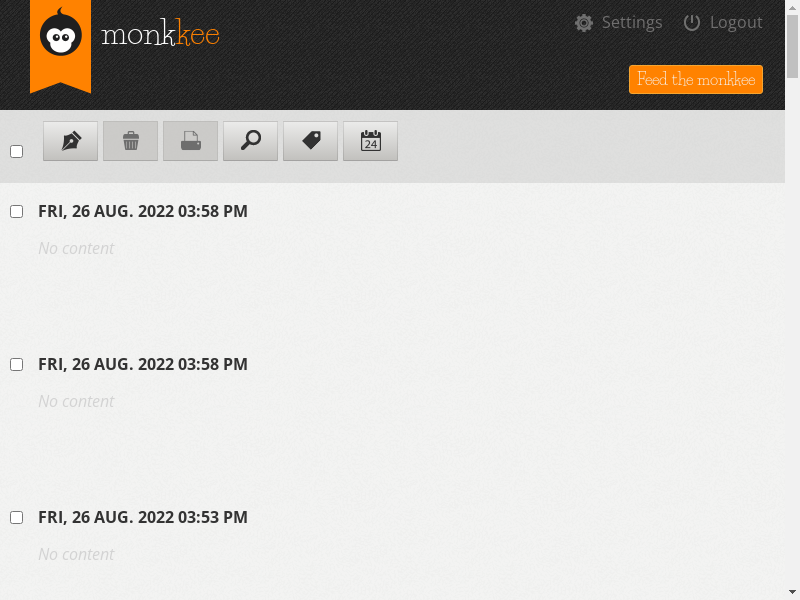 monkkee
Settings
Logout
Feed the monkkee
24
FRI, 26 AUG. 2022 03:58 PM
No content
FRI, 26 AUG. 2022 03:58 PM
No content
FRI, 26 AUG. 2022 03:53 PM
No content